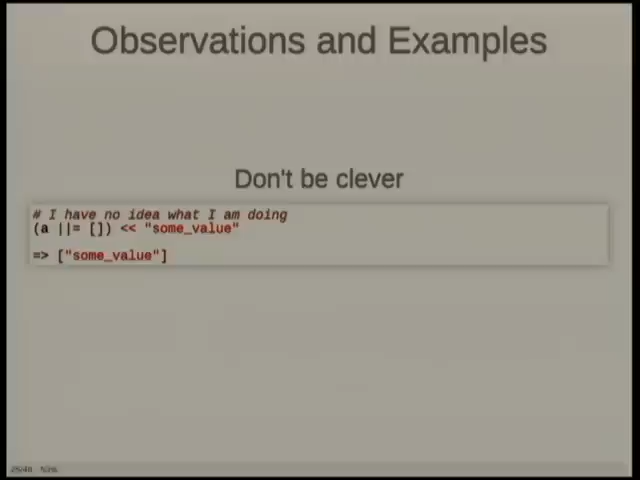 Observations and Examples
Don't be clever
# I have no idea what I am doing
(a ||= []) << "some_value"
=> ["some_value"]